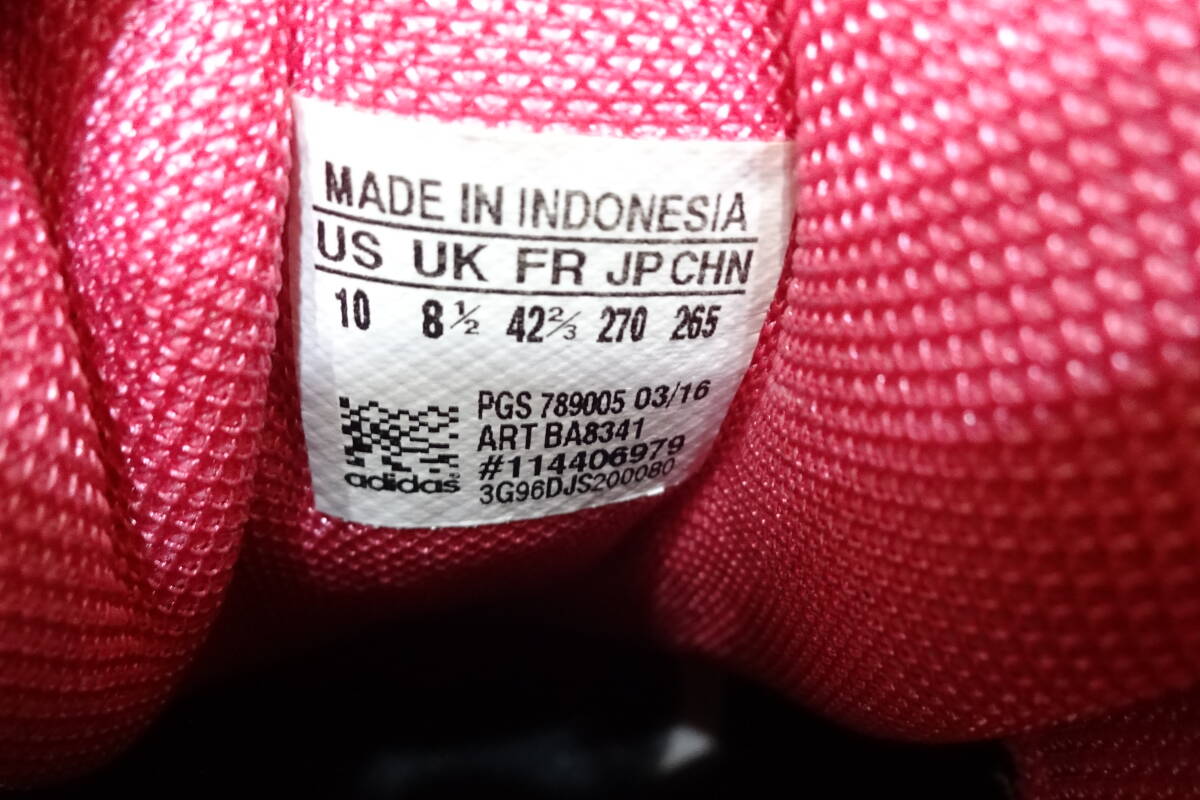 MADE IN INDONESIA
US UK FR JP CHN
10 8½ 42⅔ 270 265
PGS 789005 03/16
ART BA8341
#114406979
3G96DJS200080
adidas